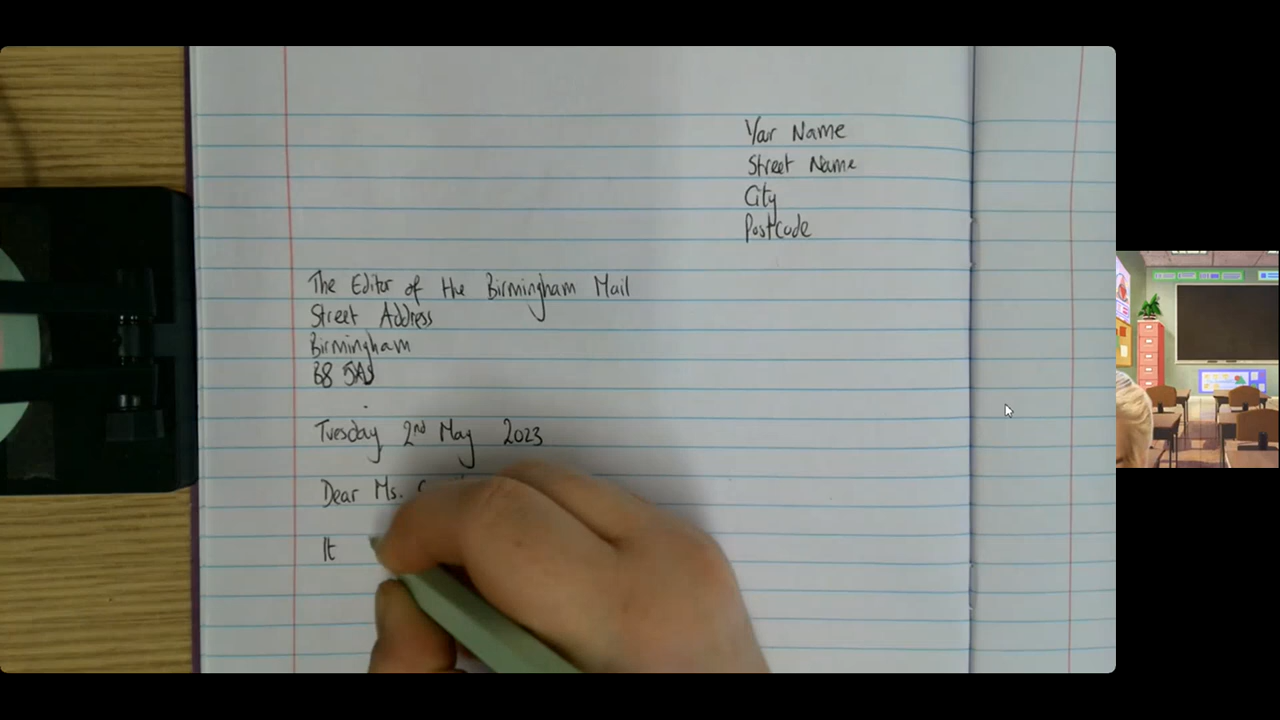 Your Name
Street Name
City
Postcode
The Editor of the Birmingham Mail
Street Address
Birmingham
B8 5AS
Tuesday 2nd May 2023
Dear Ms.
It